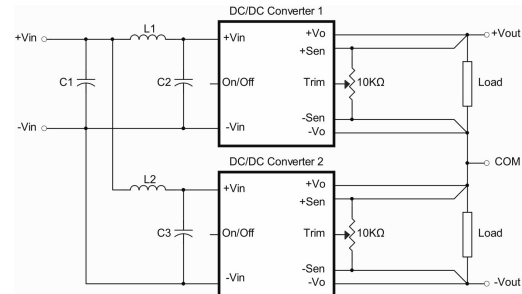 DC/DC Converter 1
+Vin
L1
+Vin
+Vo
+Vout
+Sen
C1
C2
On/Off
Trim
10KΩ
Load
-Sen
-Vin
-Vin
-Vo
DC/DC Converter 2
COM
L2
+Vin
+Vo
+Sen
C3
On/Off
Trim
10KΩ
Load
-Sen
-Vin
-Vo
-Vout